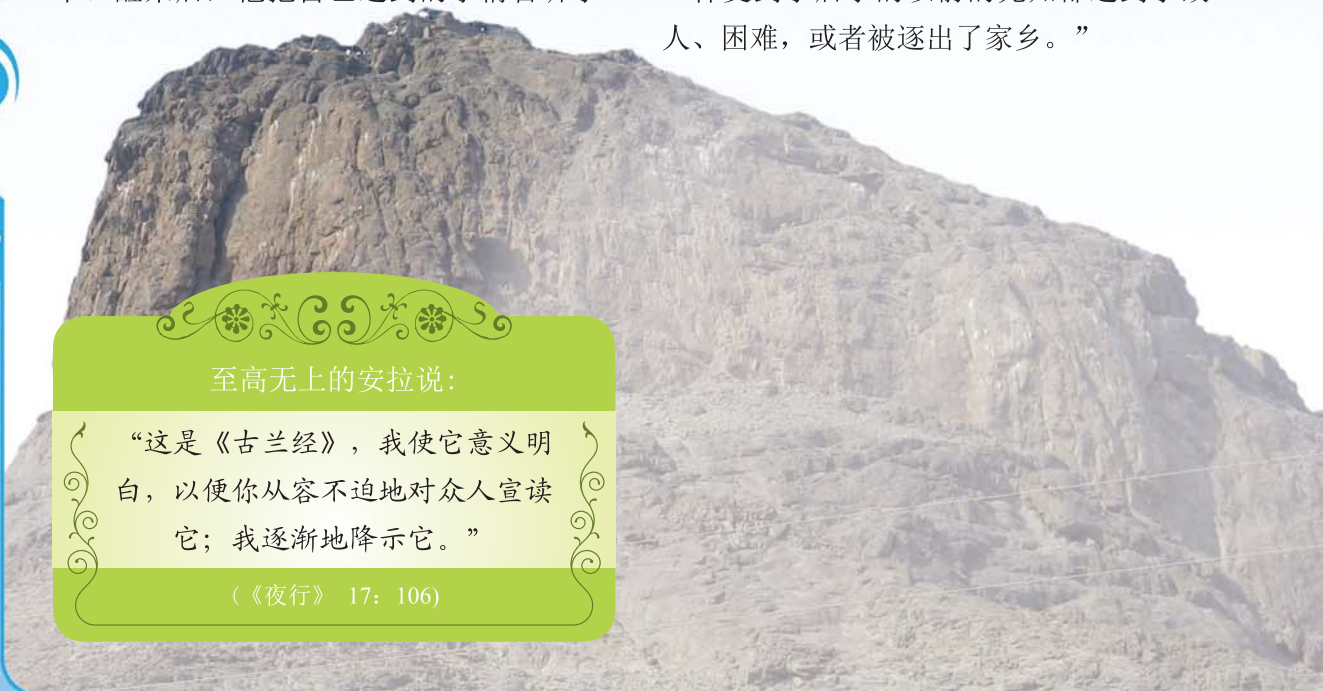 人、困难，或者被逐出了家乡。”
至高无上的安拉说：
“这是《古兰经》，我使它意义明
白，以便你从容不迫地对众人宣读
它；我逐渐地降示它。”
（《夜行》 17：106)